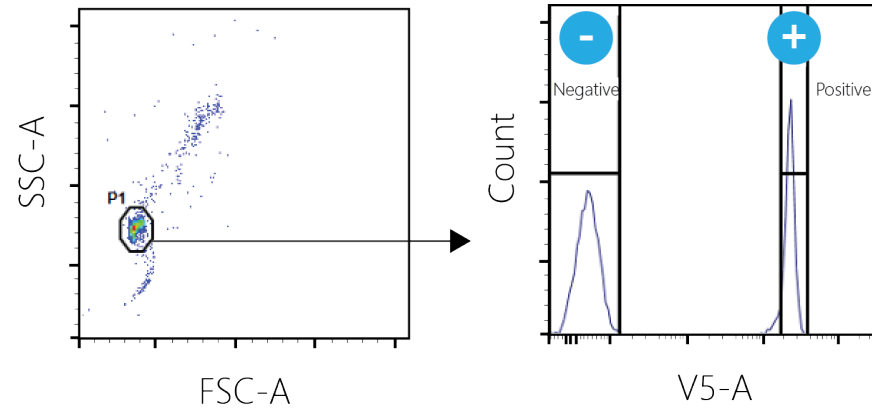 SSC-A
P1
FSC-A
Count
-
+
Negative
Positive
V5-A